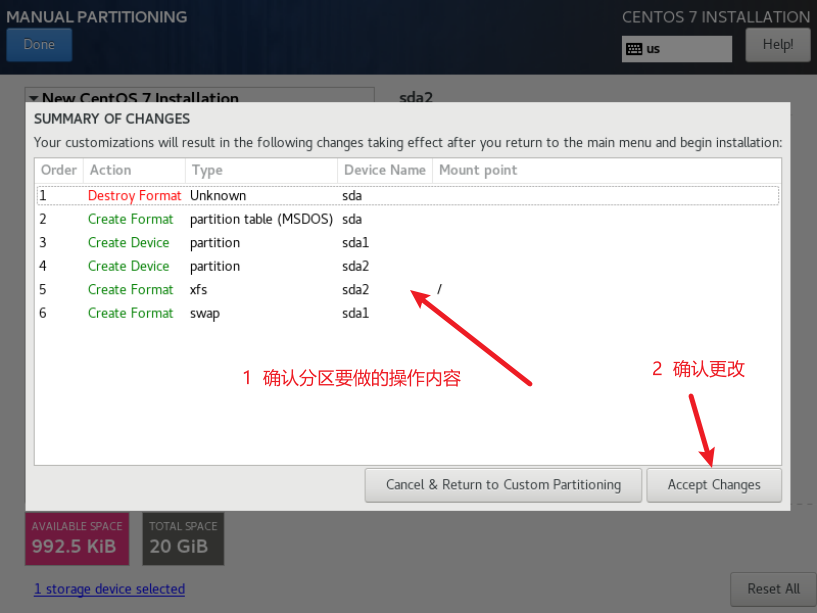 MANUAL PARTITIONING
CENTOS 7 INSTALLATION
Done
us
Help!
New CentOS 7 Installation
sda2
SUMMARY OF CHANGES
Your customizations will result in the following changes taking effect after you return to the main menu and begin installation:
Order Action Type Device Name Mount point
1 Destroy Format Unknown sda
2 Create Format partition table (MSDOS) sda
3 Create Device partition sda1
4 Create Device partition sda2
5 Create Format xfs sda2 /
6 Create Format swap sda1
1 确认分区要做的操作内容
2 确认更改
Cancel & Return to Custom Partitioning
Accept Changes
AVAILABLE SPACE
992.5 KiB
TOTAL SPACE
20 GiB
1 storage device selected
Reset All